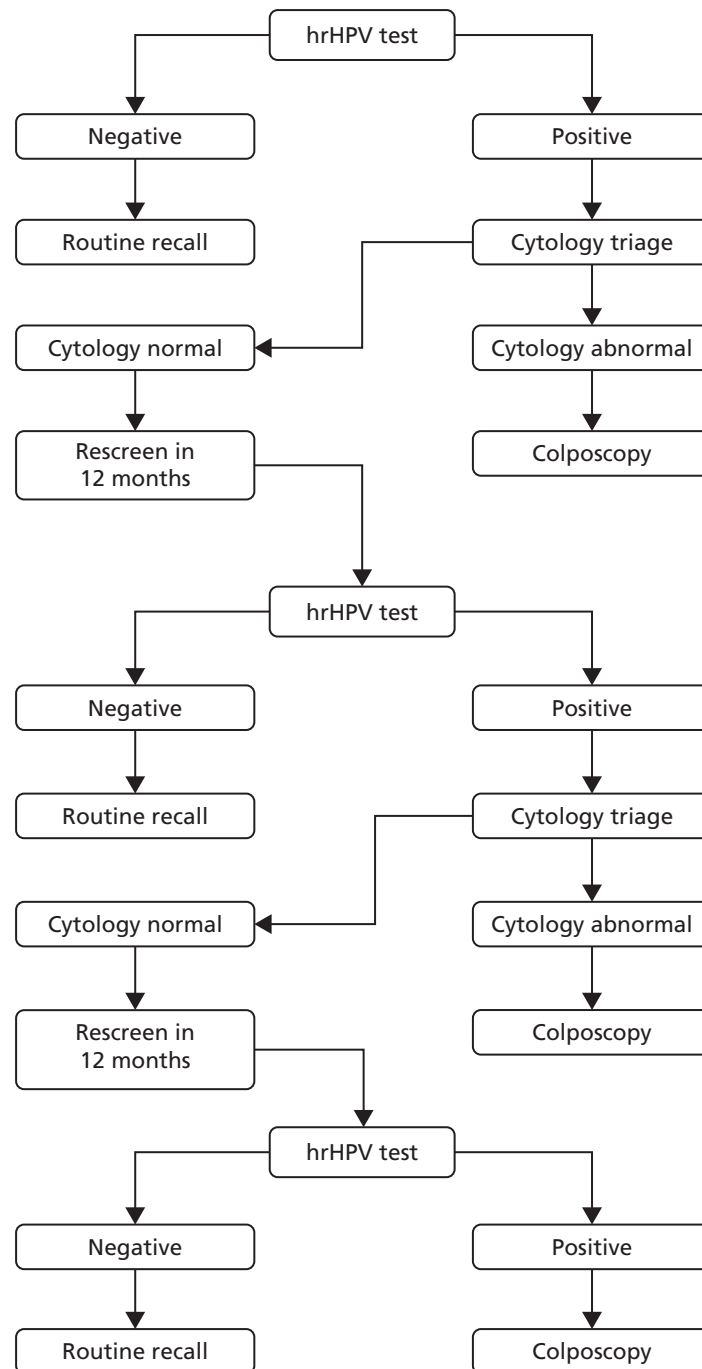 hrHPV test
Negative
Positive
Routine recall
Cytology triage
Cytology normal
Cytology abnormal
Rescreen in
12 months
Colposcopy
hrHPV test
Negative
Positive
Routine recall
Cytology triage
Cytology normal
Cytology abnormal
Rescreen in
12 months
Colposcopy
hrHPV test
Negative
Positive
Routine recall
Colposcopy